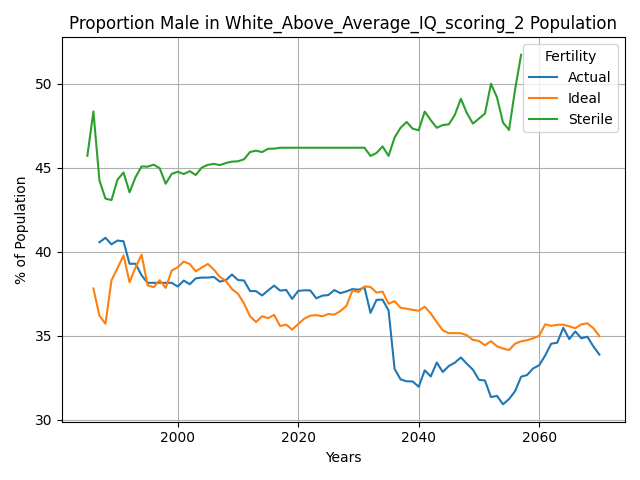 Proportion Male in White_Above_Average_IQ_scoring_2 Population
Fertility
Actual
Ideal
Sterile
% of Population
50
45
40
35
30
2000
2020
2040
2060
Years